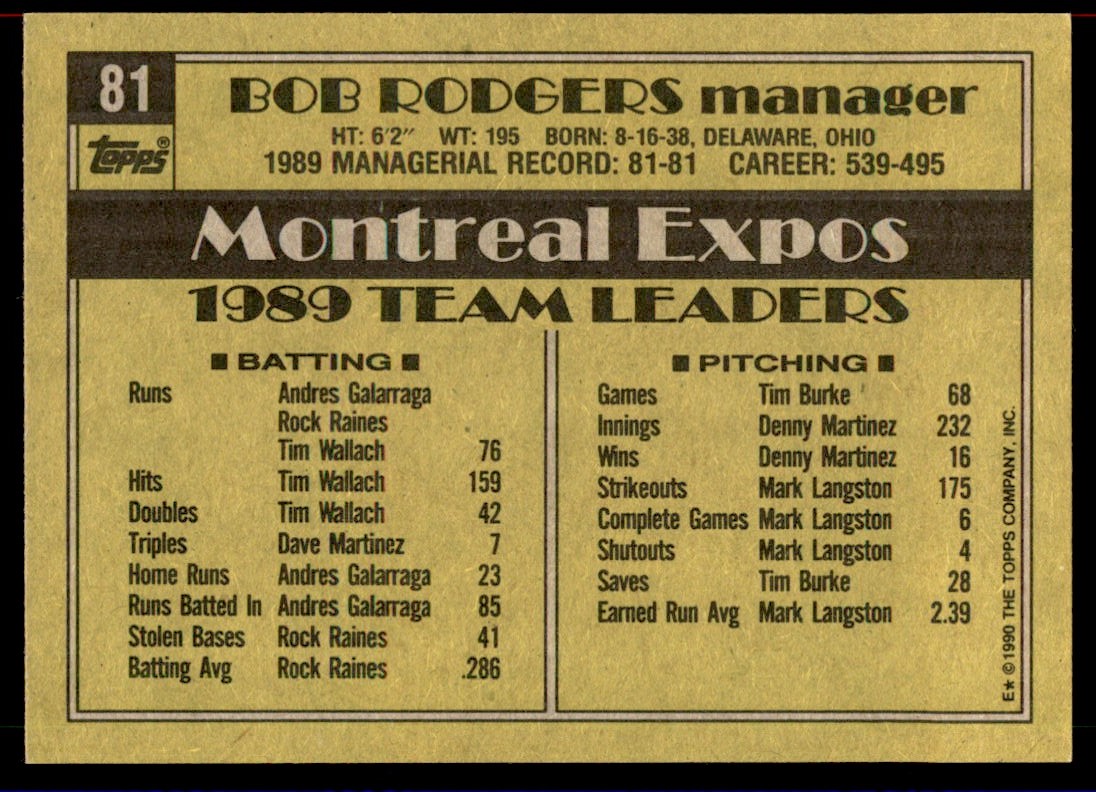 81
Topps®
BOB RODGERS manager
HT: 6'2" WT: 195 BORN: 8-16-38, DELAWARE, OHIO
1989 MANAGERIAL RECORD: 81-81 CAREER: 539-495
Montreal Expos
1989 TEAM LEADERS
■ BATTING ■
Runs Andres Galarraga
Rock Raines
Tim Wallach 76
Hits Tim Wallach 159
Doubles Tim Wallach 42
Triples Dave Martinez 7
Home Runs Andres Galarraga 23
Runs Batted In Andres Galarraga 85
Stolen Bases Rock Raines 41
Batting Avg Rock Raines .286
■ PITCHING ■
Games Tim Burke 68
Innings Denny Martinez 232
Wins Denny Martinez 16
Strikeouts Mark Langston 175
Complete Games Mark Langston 6
Shutouts Mark Langston 4
Saves Tim Burke 28
Earned Run Avg Mark Langston 2.39
E* © 1990 THE TOPPS COMPANY, INC.